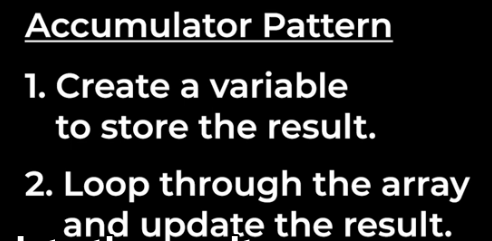 Accumulator Pattern
1. Create a variable
to store the result.
2. Loop through the array
and update the result.